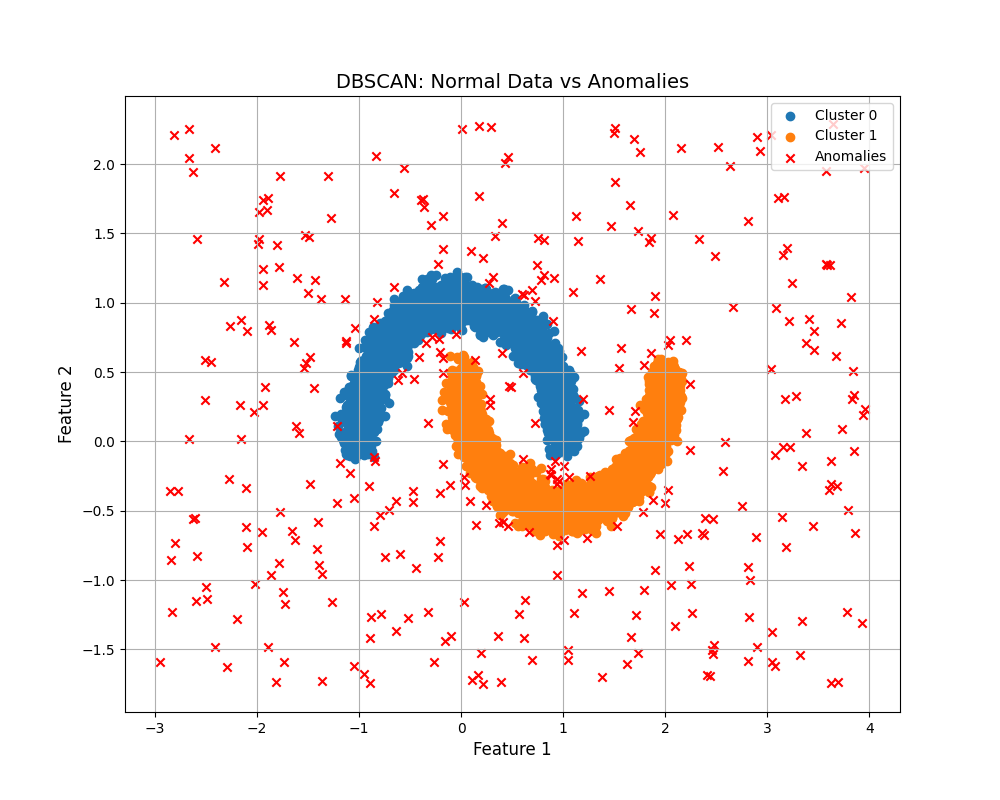 DBSCAN: Normal Data vs Anomalies
Cluster 0
Cluster 1
Anomalies
Feature 2
2.0
1.5
1.0
0.5
0.0
−0.5
−1.0
−1.5
−3 −2 −1 0 1 2 3 4
Feature 1